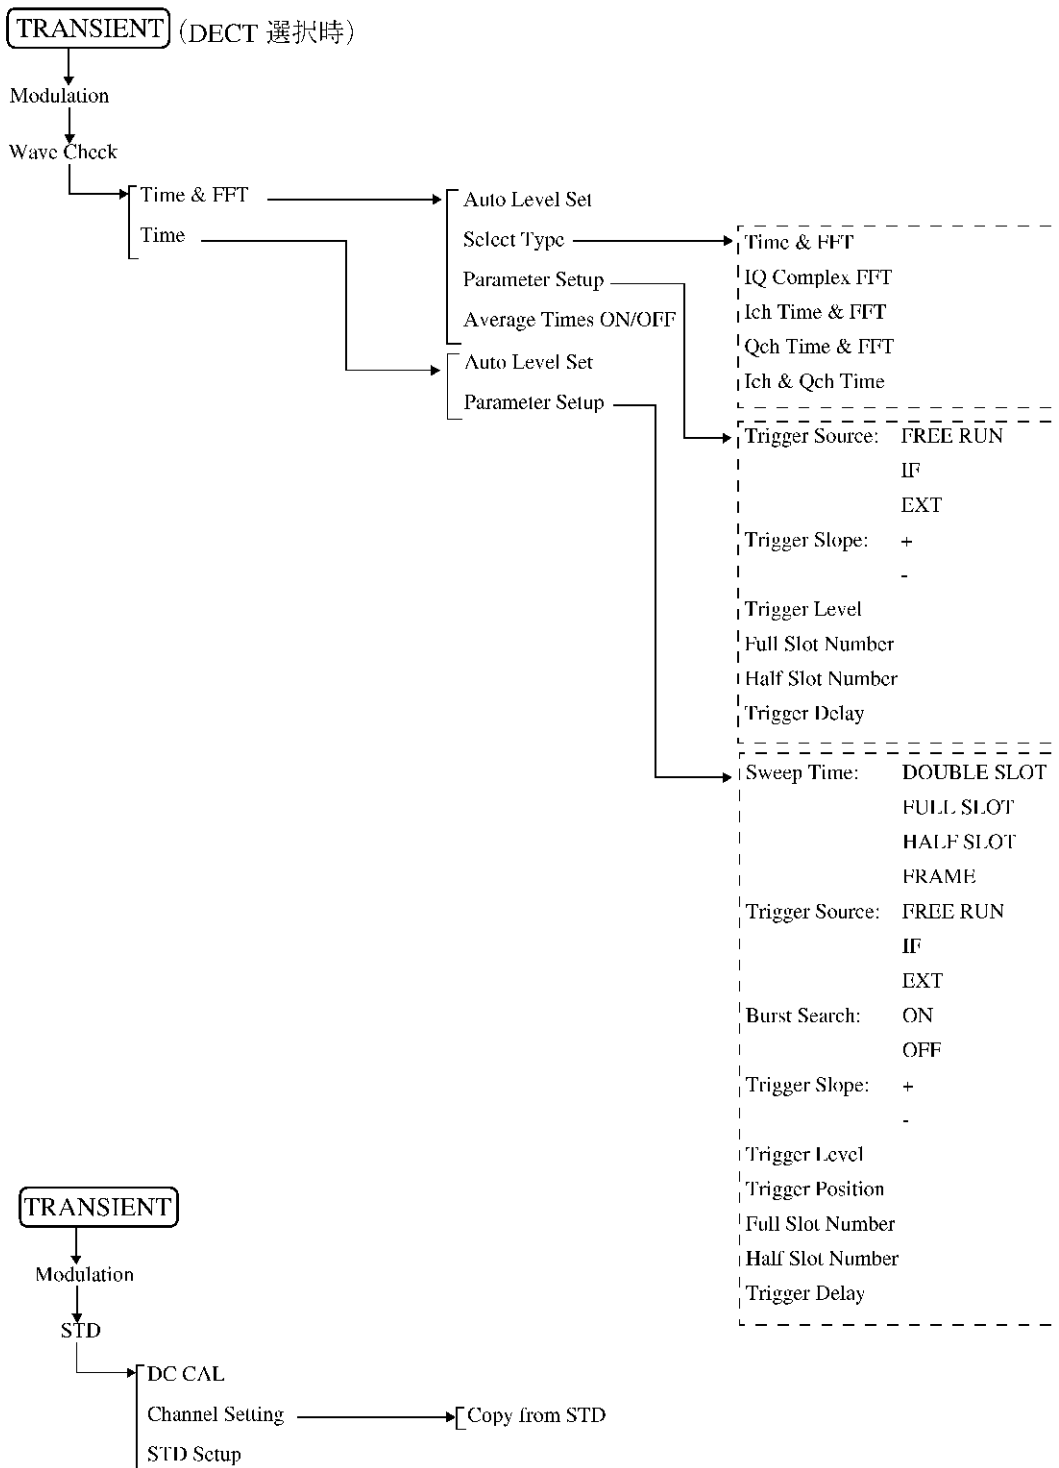 TRANSIENT (DECT 選択時)
Modulation
Wave Check
Time & FFT
Time
Auto Level Set
Select Type
Parameter Setup
Average Times ON/OFF
Auto Level Set
Parameter Setup
Time & FFT
IQ Complex FFT
Ich Time & FFT
Qch Time & FFT
Ich & Qch Time
Trigger Source: FREE RUN
IF
EXT
Trigger Slope: +
-
Trigger Level
Full Slot Number
Half Slot Number
Trigger Delay
Sweep Time: DOUBLE SLOT
FULL SLOT
HALF SLOT
FRAME
Trigger Source: FREE RUN
IF
EXT
Burst Search: ON
OFF
Trigger Slope: +
-
Trigger Level
Trigger Position
Full Slot Number
Half Slot Number
Trigger Delay
TRANSIENT
Modulation
STD
DC CAL
Channel Setting
Copy from STD
STD Setup